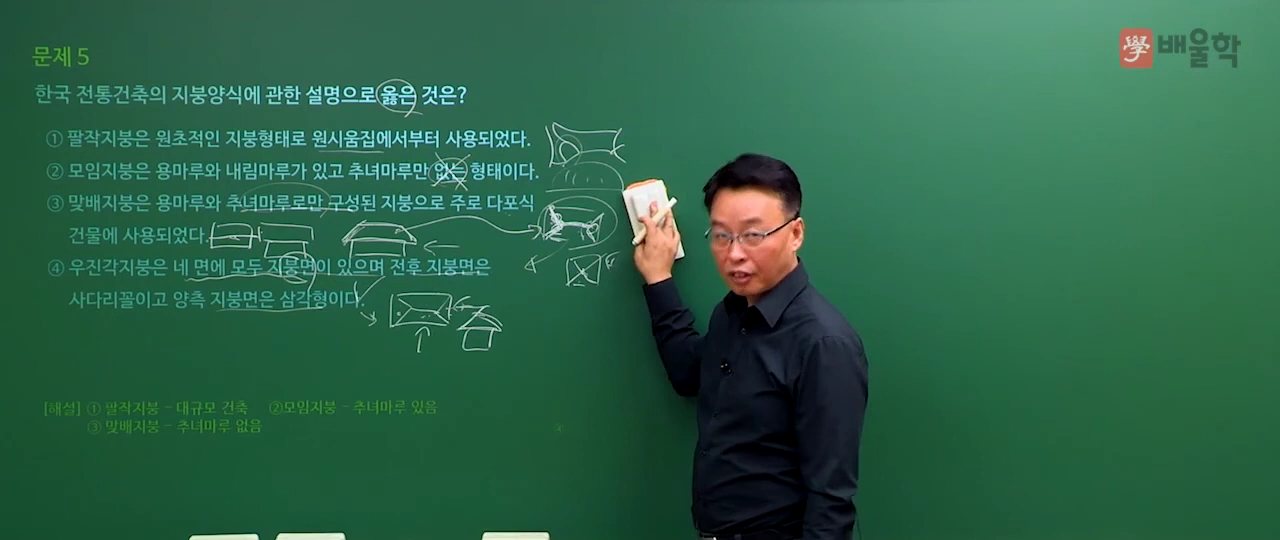 學 배울학
문제 5
한국 전통건축의 지붕양식에 관한 설명으로 옳은 것은?
① 팔작지붕은 원초적인 지붕형태로 원시움집에서부터 사용되었다.
② 모임지붕은 용마루와 내림마루가 있고 추녀마루만 없는 형태이다.
③ 맞배지붕은 용마루와 추녀마루로만 구성된 지붕으로 주로 다포식
건물에 사용되었다.
④ 우진각지붕은 네 면에 모두 지붕면이 있으며 전후 지붕면은
사다리꼴이고 양측 지붕면은 삼각형이다.
[해설] ① 팔작지붕 - 대규모 건축 ②모임지붕 - 추녀마루 있음
③ 맞배지붕 - 추녀마루 없음
④